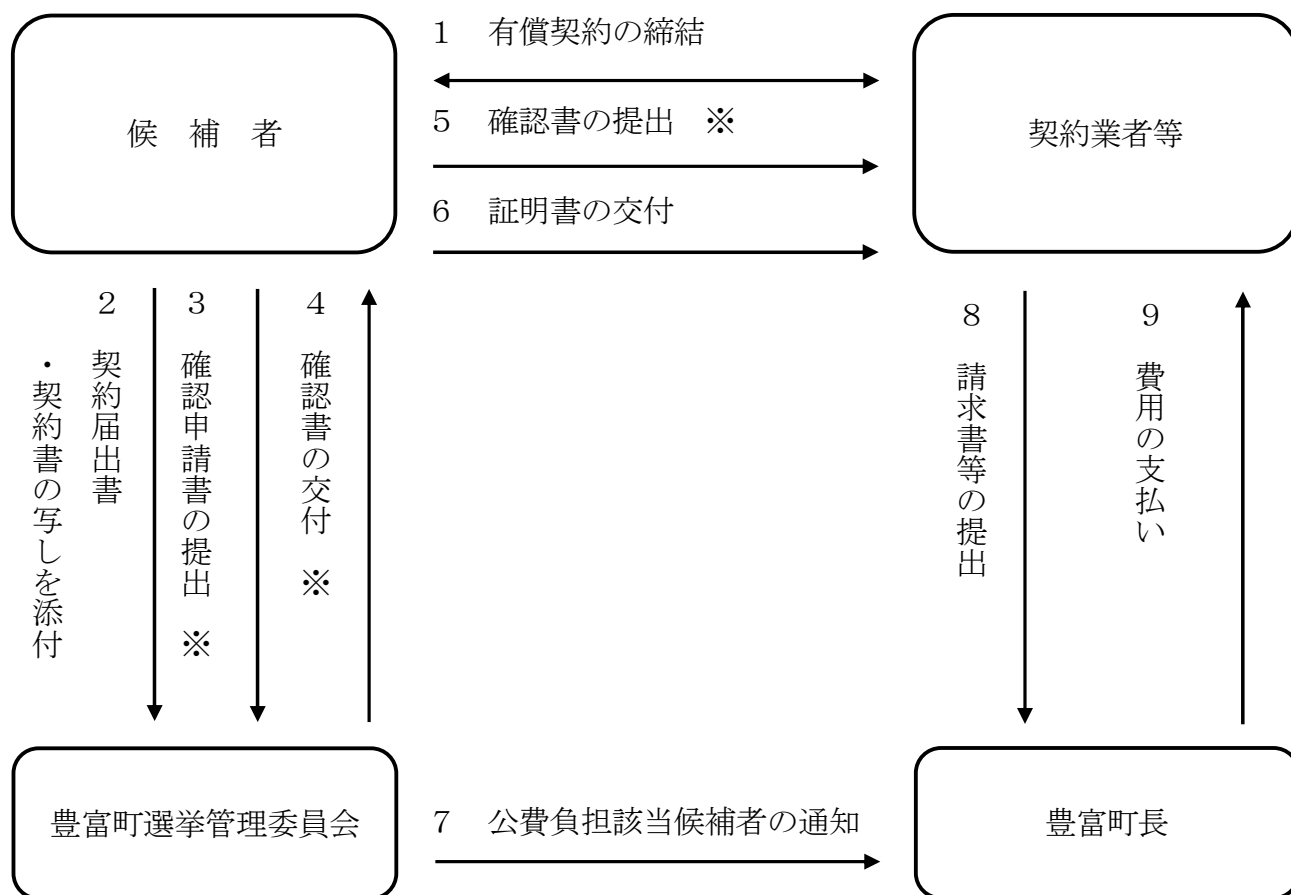 1　有償契約の締結
候　補　者
5　確認書の提出　※
契約業者等
6　証明書の交付
2　契約届出書
・契約書の写しを添付
3　確認申請書の提出　※
4　確認書の交付　※
8　請求書等の提出
9　費用の支払い
豊富町選挙管理委員会
7　公費負担該当候補者の通知
豊富町長